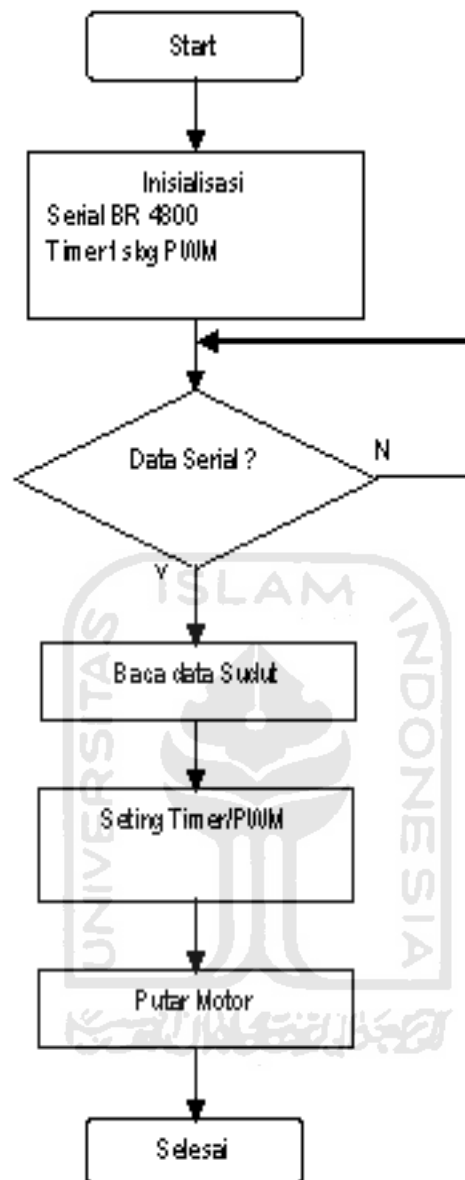 Start
Inisialisasi
Serial BR 4800
Timer1 sbg PWM
Data Serial ?
N
Y
Baca data Sudut
Seting Timer/PWM
Putar Motor
Selesai
UNIVERSITAS
ISLAM
INDONESIA